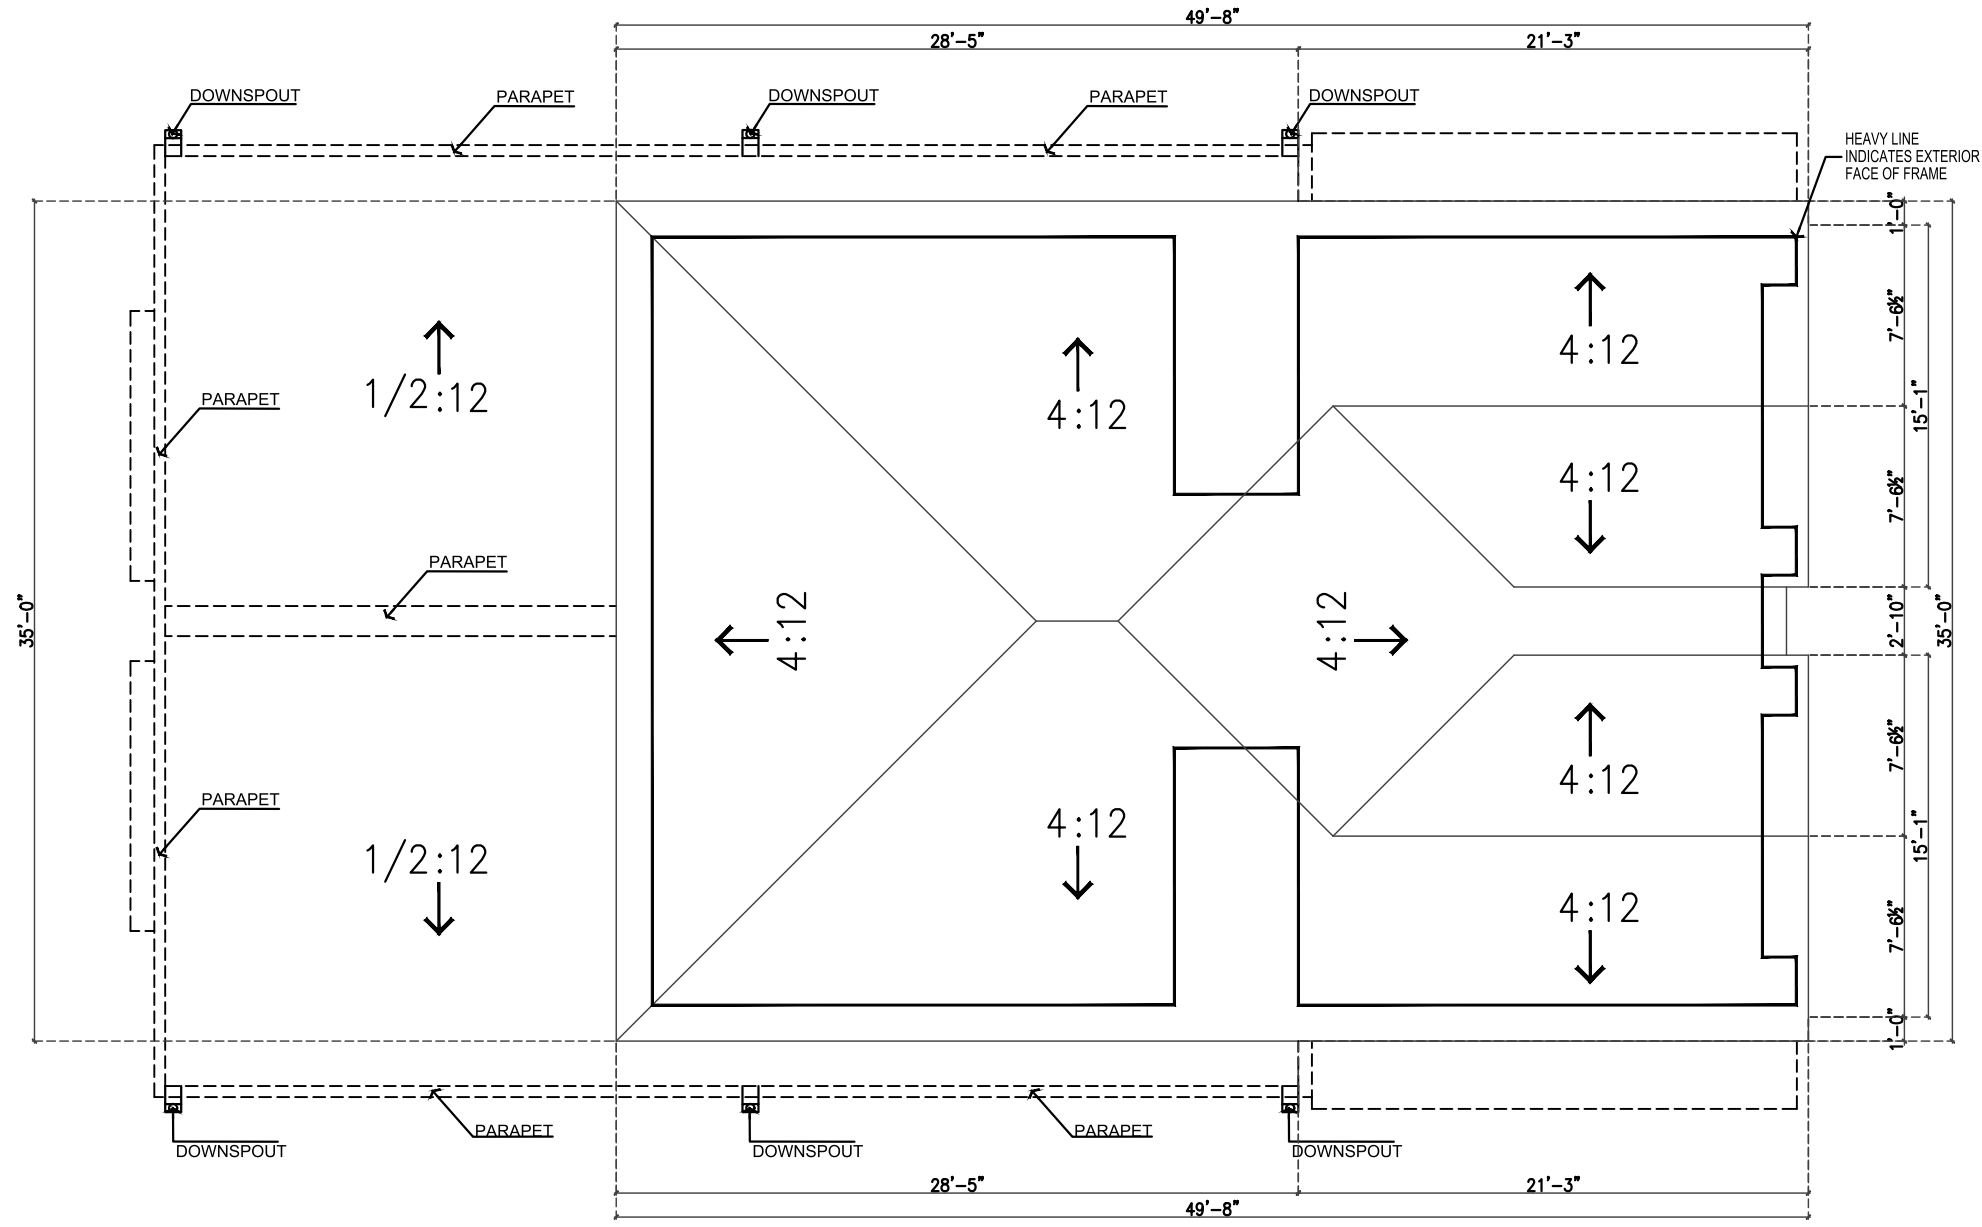 49'-8"
28'-5"
21'-3"
DOWNSPOUT
PARAPET
DOWNSPOUT
PARAPET
DOWNSPOUT
HEAVY LINE
INDICATES EXTERIOR
FACE OF FRAME
1'-0"
7'-6½"
4:12
1/2:12
4:12
PARAPET
15'-1"
4:12
7'-6½"
PARAPET
35'-0"
4:12
4:12
2'-10"
35'-0"
7'-6½"
4:12
PARAPET
4:12
15'-1"
1/2:12
4:12
7'-6½"
1'-0"
PARAPET
PARAPET
DOWNSPOUT
DOWNSPOUT
DOWNSPOUT
28'-5"
21'-3"
49'-8"